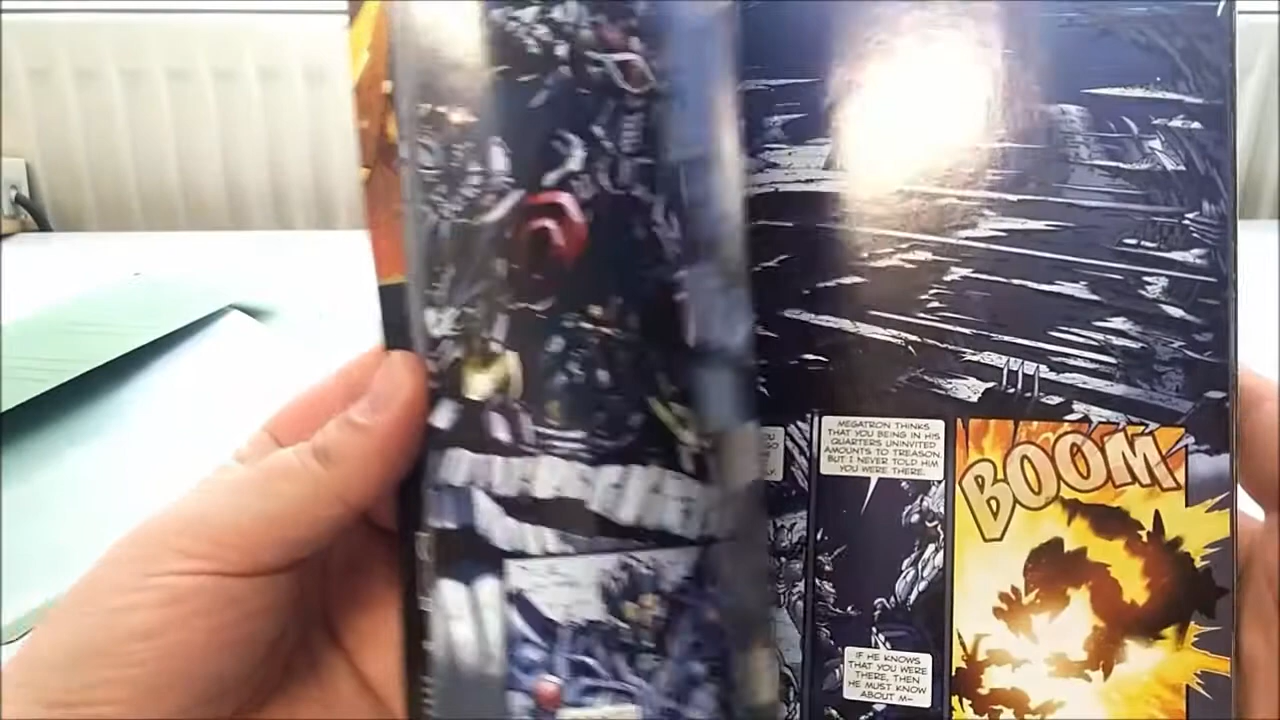 MEGATRON THINKS
THAT YOU BEING IN HIS
QUARTERS UNINVITED
AMOUNTS TO TREASON.
BUT I NEVER TOLD HIM
YOU WERE THERE.
BOOM
IF HE KNOWS
THAT YOU WERE
THERE, THEN
HE MUST KNOW
ABOUT M-